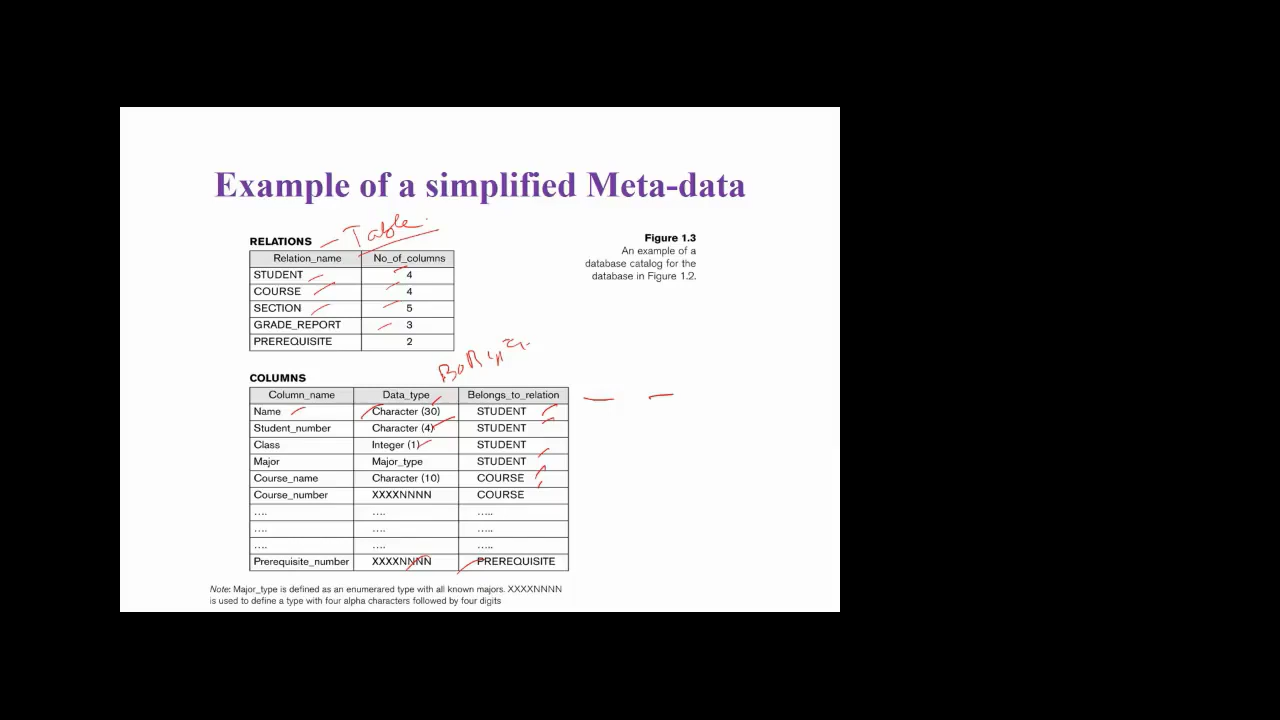 Example of a simplified Meta-data
RELATIONS
Table
Relation_name No_of_columns
STUDENT 4
COURSE 4
SECTION 5
GRADE_REPORT 3
PREREQUISITE 2
Figure 1.3
An example of a
database catalog for the
database in Figure 1.2.
COLUMNS
Column_name Data_type Belongs_to_relation
Name Character (30) STUDENT
Student_number Character (4) STUDENT
Class Integer (1) STUDENT
Major Major_type STUDENT
Course_name Character (10) COURSE
Course_number XXXXNNNN COURSE
…. …. …..
…. …. …..
…. …. …..
Prerequisite_number XXXXNNNN PREREQUISITE
Note: Major_type is defined as an enumerared type with all known majors. XXXXNNNN
is used to define a type with four alpha characters followed by four digits